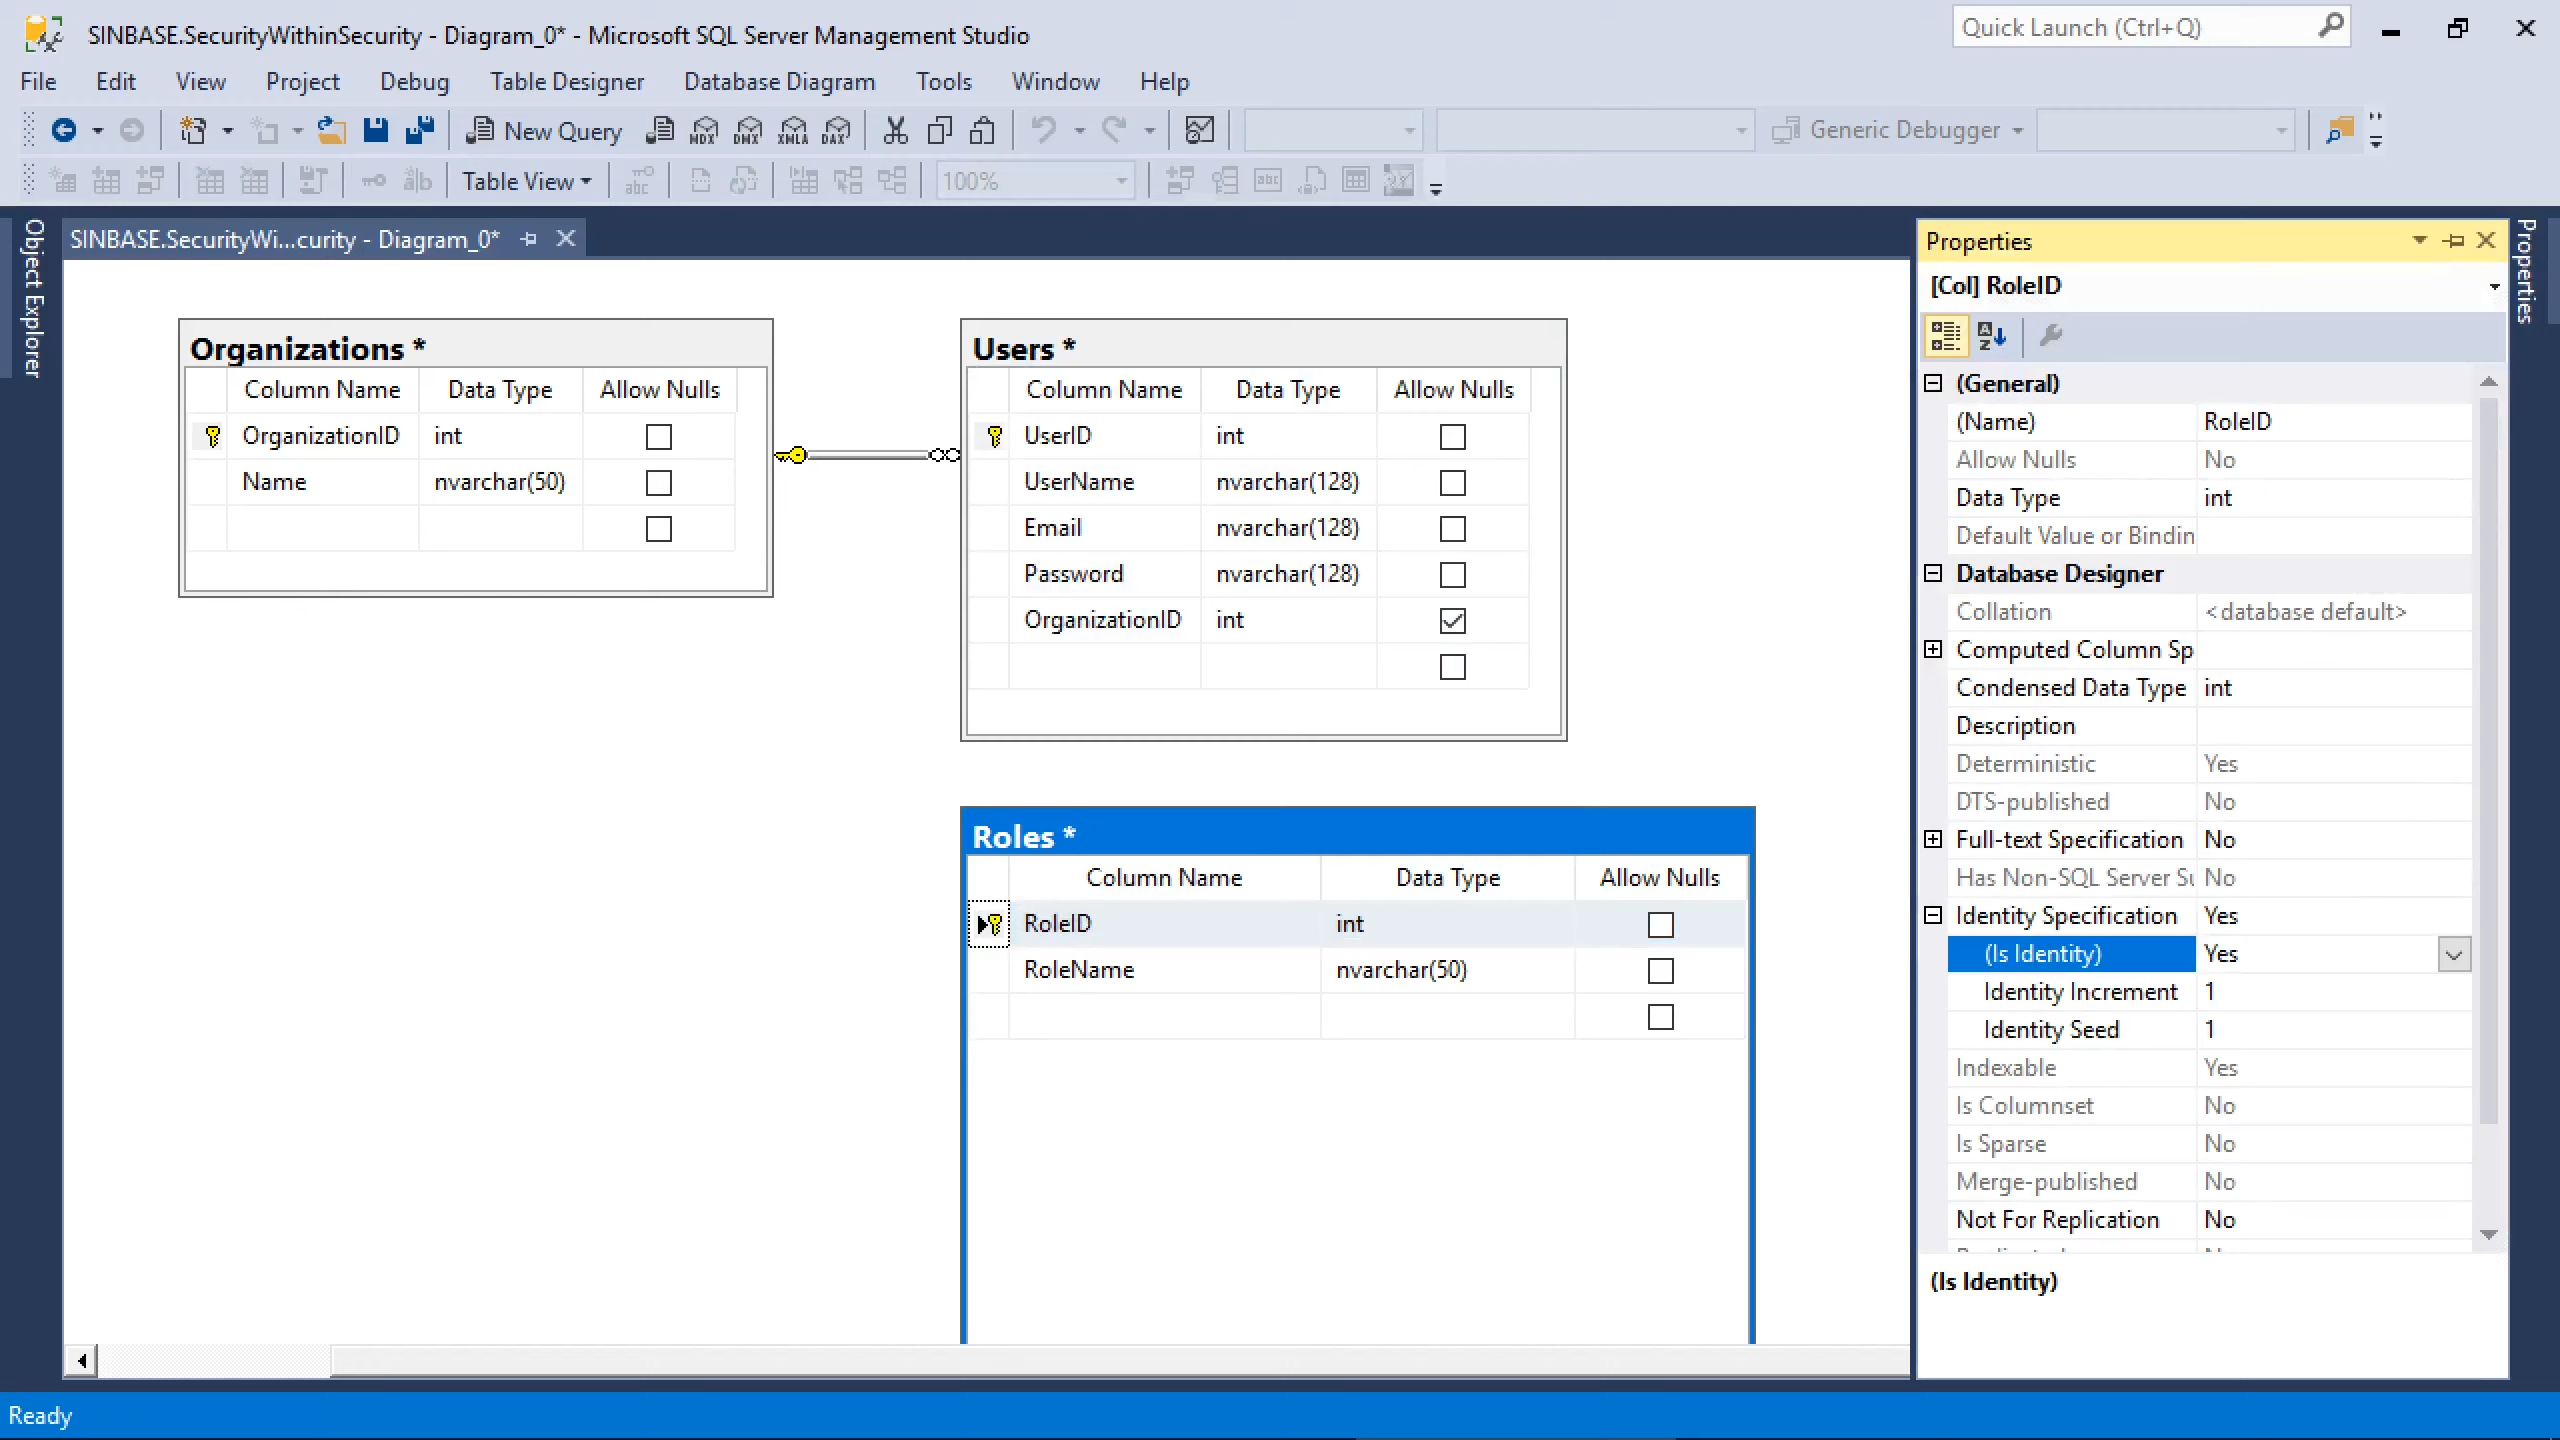 SINBASE.SecurityWithinSecurity - Diagram_0* - Microsoft SQL Server Management Studio
Quick Launch (Ctrl+Q)
File Edit View Project Debug Table Designer Database Diagram Tools Window Help
New Query MDX DMX XMLA DAX Generic Debugger
Table View 100%
Object Explorer
SINBASE.SecurityWi...curity - Diagram_0*
Organizations *
Column Name Data Type Allow Nulls
OrganizationID int
Name nvarchar(50)
Users *
Column Name Data Type Allow Nulls
UserID int
UserName nvarchar(128)
Email nvarchar(128)
Password nvarchar(128)
OrganizationID int
Roles *
Column Name Data Type Allow Nulls
RoleID int
RoleName nvarchar(50)
Properties
[Col] RoleID
(General)
(Name) RoleID
Allow Nulls No
Data Type int
Default Value or Bindin
Database Designer
Collation <database default>
Computed Column Sp
Condensed Data Type int
Description
Deterministic Yes
DTS-published No
Full-text Specification No
Has Non-SQL Server Su No
Identity Specification Yes
(Is Identity) Yes
Identity Increment 1
Identity Seed 1
Indexable Yes
Is Columnset No
Is Sparse No
Merge-published No
Not For Replication No
(Is Identity)
Properties
Ready